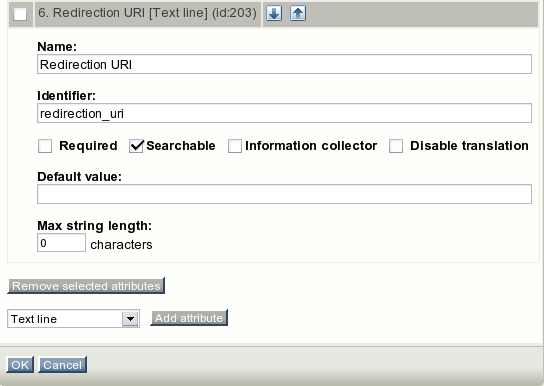 6. Redirection URI [Text line] (id:203)
Name:
Redirection URI
Identifier:
redirection_uri
Required Searchable Information collector Disable translation
Default value:
Max string length:
0 characters
Remove selected attributes
Text line Add attribute
OK Cancel